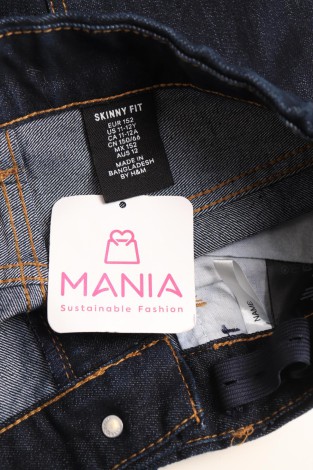 SKINNY FIT
EUR 152
US 11-12Y
CA 11-12A
CN 150/66
MX 152
AUS 12
MADE IN
BANGLADESH
BY H&M
MANIA
Sustainable Fashion
NAME